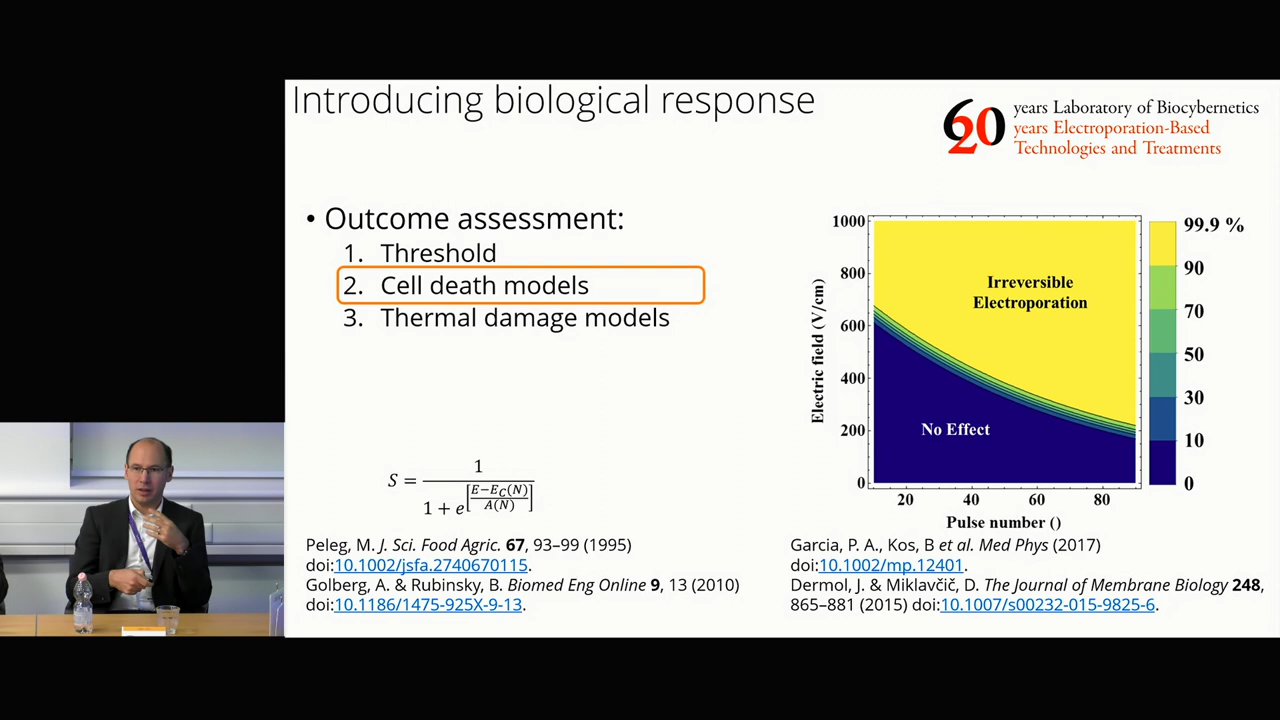 Introducing biological response
60
20
years Laboratory of Biocybernetics
years Electroporation-Based
Technologies and Treatments
• Outcome assessment:
1. Threshold
2. Cell death models
3. Thermal damage models
S = 1 / (1 + e^[(E−E_C(N))/A(N)])
Peleg, M. J. Sci. Food Agric. 67, 93–99 (1995)
doi:10.1002/jsfa.2740670115.
Golberg, A. & Rubinsky, B. Biomed Eng Online 9, 13 (2010)
doi:10.1186/1475-925X-9-13.
1000
800
600
400
200
0
Electric field (V/cm)
Irreversible
Electroporation
No Effect
20 40 60 80
Pulse number ()
99.9 %
90
70
50
30
10
0
Garcia, P. A., Kos, B et al. Med Phys (2017)
doi:10.1002/mp.12401.
Dermol, J. & Miklavčič, D. The Journal of Membrane Biology 248,
865–881 (2015) doi:10.1007/s00232-015-9825-6.